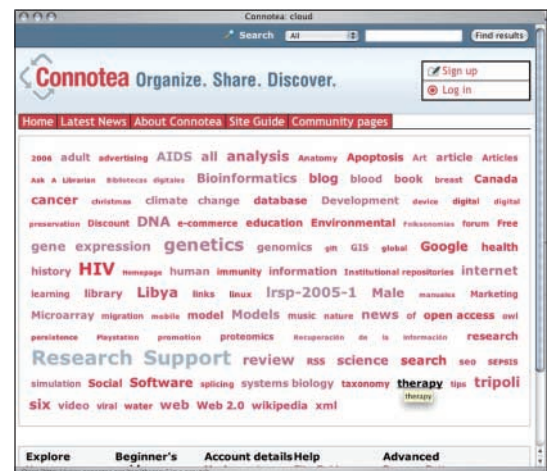 Connotea: cloud
Search All Find results
Connotea Organize. Share. Discover.
Sign up
Log in
Home Latest News About Connotea Site Guide Community pages
2006 adult advertising AIDS all analysis Anatomy Apoptosis Art article Articles
Ask A Librarian Bibliotecas digitales Bioinformatics blog blood book breast Canada
cancer christmas climate change database Development device digital digital
preservation Discount DNA e-commerce education Environmental Folksonomies forum Free
gene expression genetics genomics gift GIS global Google health
history HIV Homepage human immunity information Institutional repositories internet
learning library Libya links linux lrsp-2005-1 Male manuales Marketing
Microarray migration mobile model Models music nature news of open access owl
persistence Playstation promotion proteomics Recuperación de la información research
Research Support review RSS science search seo SEPSIS
simulation Social Software splicing systems biology taxonomy therapy tips tripoli
therapy
six video viral water web Web 2.0 wikipedia xml
Explore Beginner's Account details Help Advanced